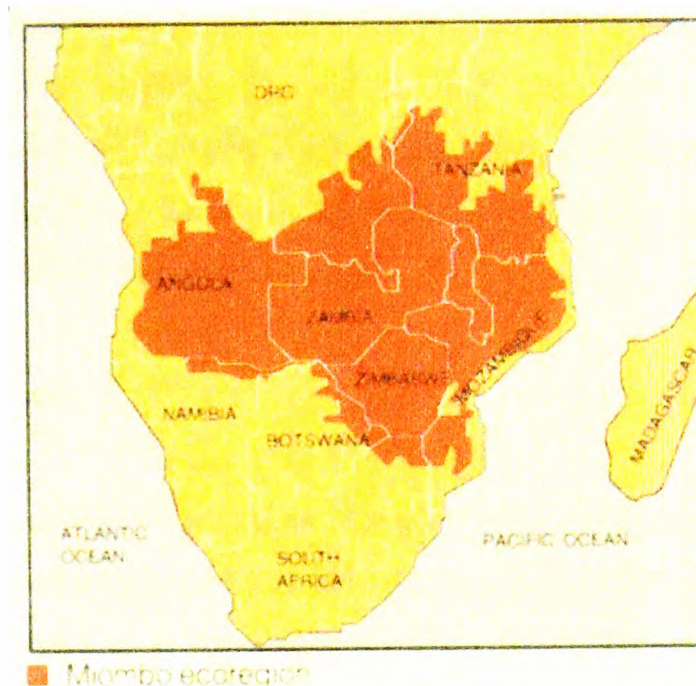 DRC
TANZANIA
ANGOLA
ZAMBIA
ZIMBABWE
MOZAMBIQUE
NAMIBIA
BOTSWANA
MADAGASCAR
ATLANTIC
OCEAN
PACIFIC OCEAN
SOUTH
AFRICA
Miombo ecoregion